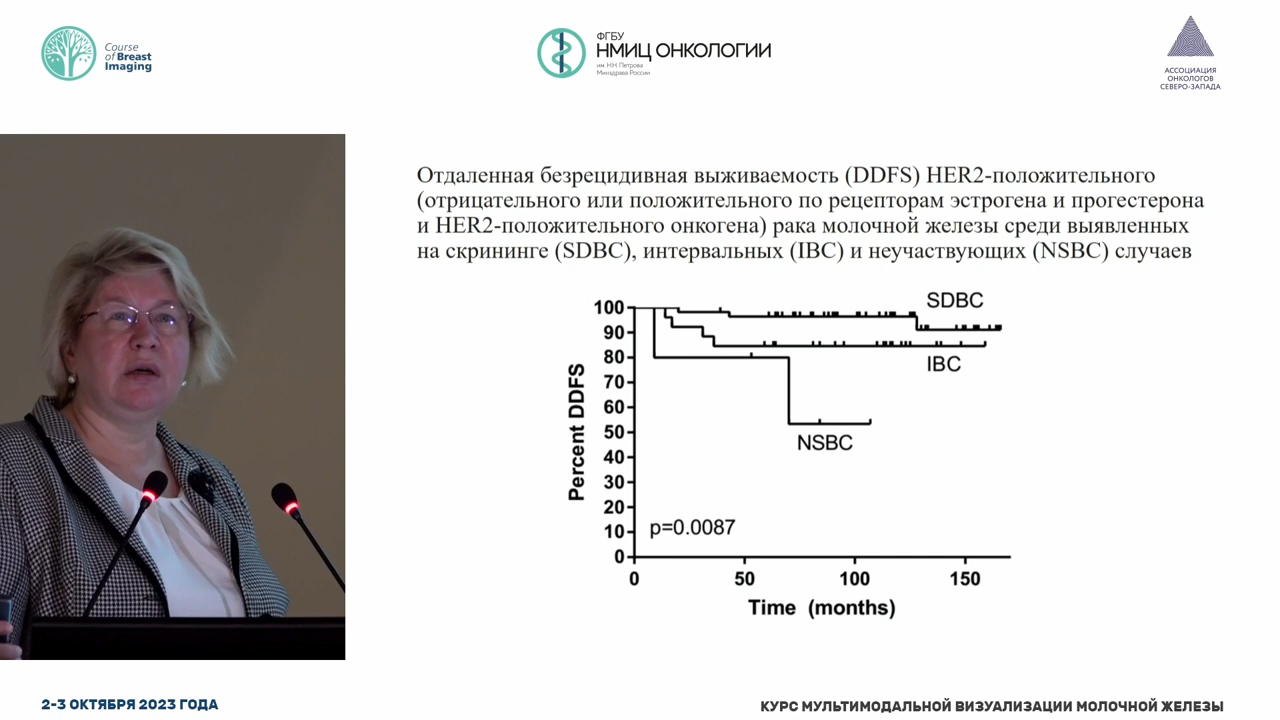 Course
of Breast
Imaging
ФГБУ
НМИЦ ОНКОЛОГИИ
им. Н.Н. Петрова
Минздрава России
АССОЦИАЦИЯ
ОНКОЛОГОВ
СЕВЕРО-ЗАПАДА
Отдаленная безрецидивная выживаемость (DDFS) HER2-положительного
(отрицательного или положительного по рецепторам эстрогена и прогестерона
и HER2-положительного онкогена) рака молочной железы среди выявленных
на скрининге (SDBC), интервальных (IBC) и неучаствующих (NSBC) случаев
Percent DDFS
100
90
80
70
60
50
40
30
20
10
0
SDBC
IBC
NSBC
p=0.0087
0 50 100 150
Time (months)
2-3 ОКТЯБРЯ 2023 ГОДА
КУРС МУЛЬТИМОДАЛЬНОЙ ВИЗУАЛИЗАЦИИ МОЛОЧНОЙ ЖЕЛЕЗЫ